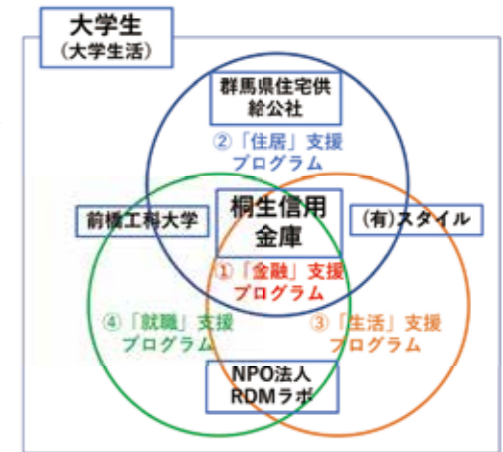 大学生
(大学生活)
群馬県住宅供
給公社
②「住居」支援
プログラム
前橋工科大学
桐生信用
金庫
(有)スタイル
①「金融」支援
プログラム
④「就職」支援
プログラム
③「生活」支援
プログラム
NPO法人
RDMラボ